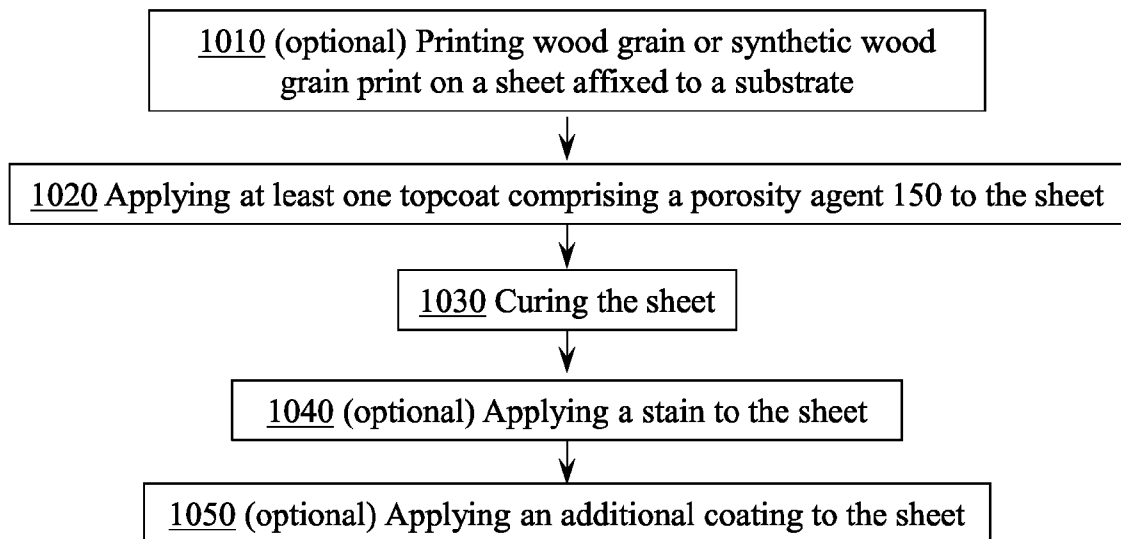 1010 (optional) Printing wood grain or synthetic wood
grain print on a sheet affixed to a substrate
1020 Applying at least one topcoat comprising a porosity agent 150 to the sheet
1030 Curing the sheet
1040 (optional) Applying a stain to the sheet
1050 (optional) Applying an additional coating to the sheet